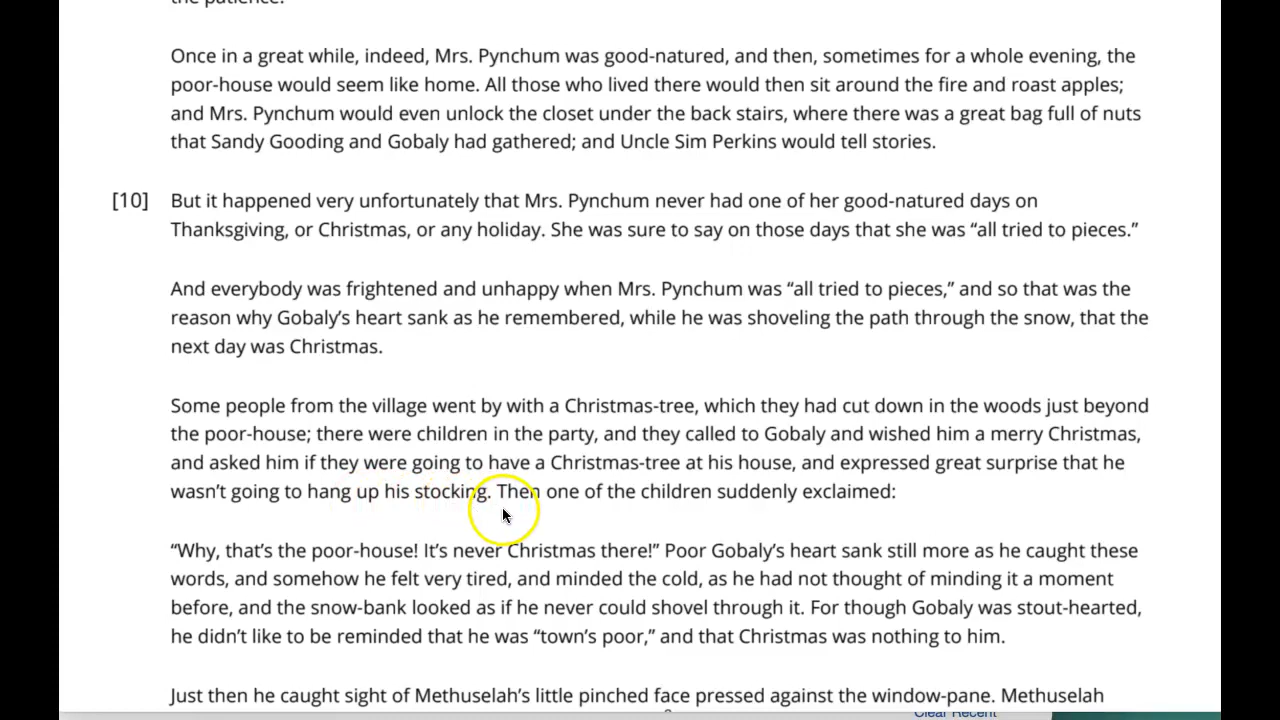 the patience.
Once in a great while, indeed, Mrs. Pynchum was good-natured, and then, sometimes for a whole evening, the
poor-house would seem like home. All those who lived there would then sit around the fire and roast apples;
and Mrs. Pynchum would even unlock the closet under the back stairs, where there was a great bag full of nuts
that Sandy Gooding and Gobaly had gathered; and Uncle Sim Perkins would tell stories.
[10] But it happened very unfortunately that Mrs. Pynchum never had one of her good-natured days on
Thanksgiving, or Christmas, or any holiday. She was sure to say on those days that she was “all tried to pieces.”
And everybody was frightened and unhappy when Mrs. Pynchum was “all tried to pieces,” and so that was the
reason why Gobaly’s heart sank as he remembered, while he was shoveling the path through the snow, that the
next day was Christmas.
Some people from the village went by with a Christmas-tree, which they had cut down in the woods just beyond
the poor-house; there were children in the party, and they called to Gobaly and wished him a merry Christmas,
and asked him if they were going to have a Christmas-tree at his house, and expressed great surprise that he
wasn’t going to hang up his stocking. Then one of the children suddenly exclaimed:
“Why, that’s the poor-house! It’s never Christmas there!” Poor Gobaly’s heart sank still more as he caught these
words, and somehow he felt very tired, and minded the cold, as he had not thought of minding it a moment
before, and the snow-bank looked as if he never could shovel through it. For though Gobaly was stout-hearted,
he didn’t like to be reminded that he was “town’s poor,” and that Christmas was nothing to him.
Just then he caught sight of Methuselah’s little pinched face pressed against the window-pane. Methuselah
Clear Recent